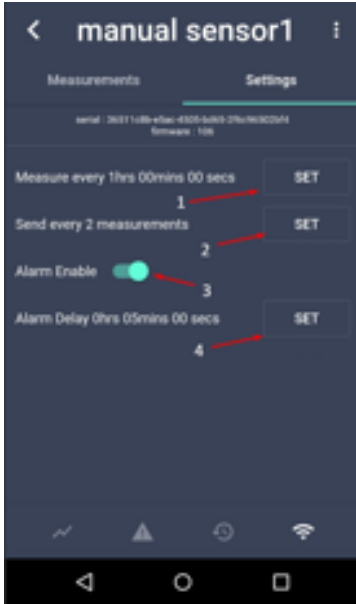 manual sensor1
Measurements Settings
serial :
firmware : 106
Measure every 1hrs 00mins 00 secs SET
1
Send every 2 measurements SET
2
Alarm Enable
3
Alarm Delay 0hrs 05mins 00 secs SET
4